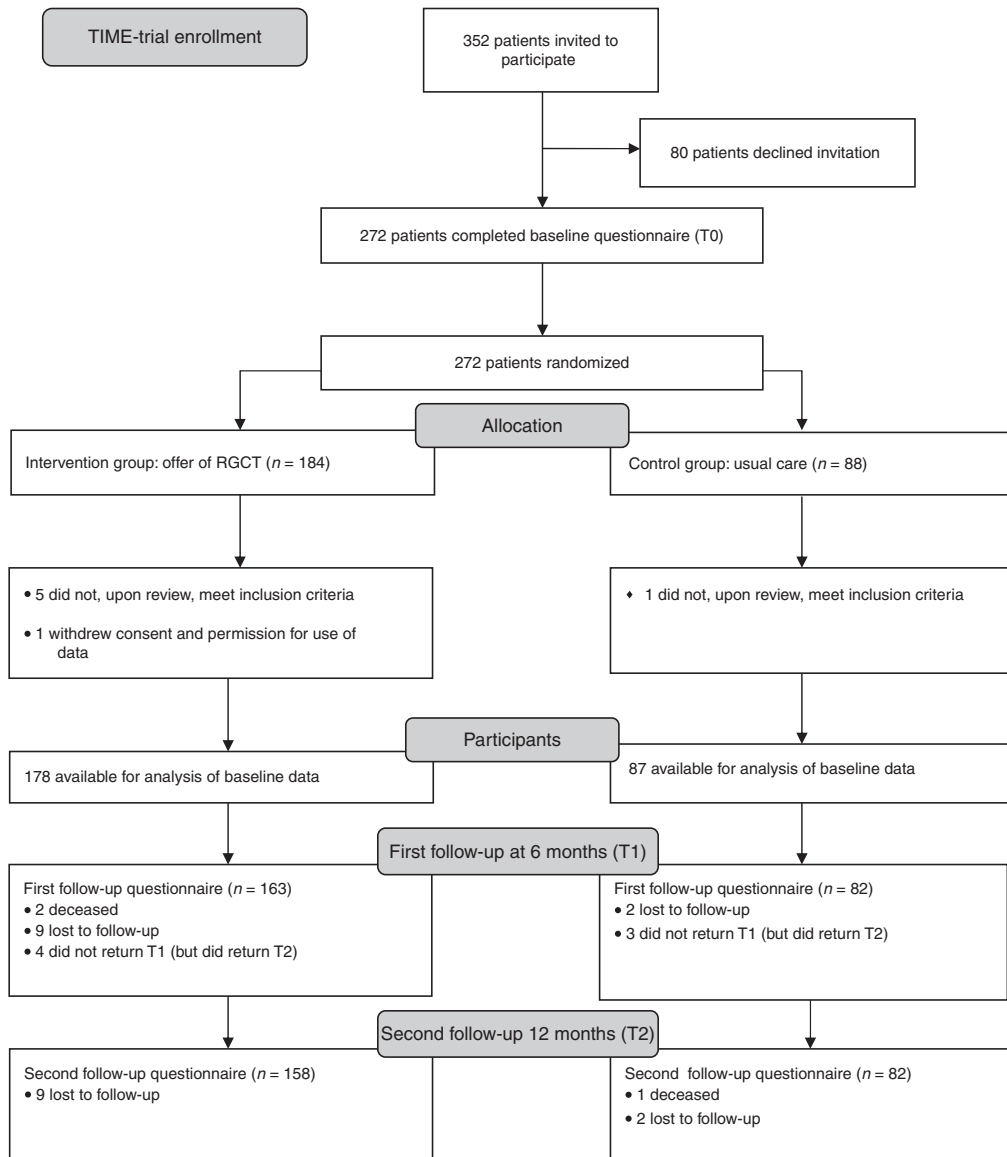 TIME-trial enrollment
352 patients invited to
participate
80 patients declined invitation
272 patients completed baseline questionnaire (T0)
272 patients randomized
Allocation
Intervention group: offer of RGCT (n = 184)
Control group: usual care (n = 88)
• 5 did not, upon review, meet inclusion criteria
• 1 withdrew consent and permission for use of
data
♦ 1 did not, upon review, meet inclusion criteria
Participants
178 available for analysis of baseline data
87 available for analysis of baseline data
First follow-up at 6 months (T1)
First follow-up questionnaire (n = 163)
• 2 deceased
• 9 lost to follow-up
• 4 did not return T1 (but did return T2)
First follow-up questionnaire (n = 82)
• 2 lost to follow-up
• 3 did not return T1 (but did return T2)
Second follow-up 12 months (T2)
Second follow-up questionnaire (n = 158)
• 9 lost to follow-up
Second follow-up questionnaire (n = 82)
• 1 deceased
• 2 lost to follow-up